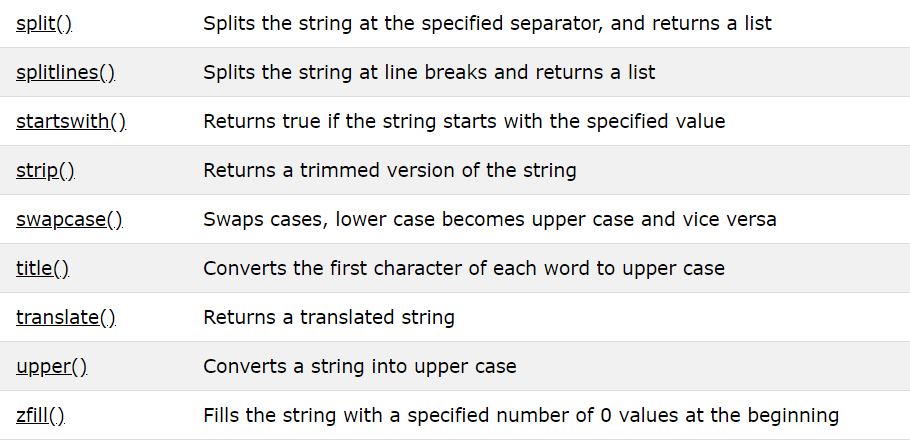 split() Splits the string at the specified separator, and returns a list
splitlines() Splits the string at line breaks and returns a list
startswith() Returns true if the string starts with the specified value
strip() Returns a trimmed version of the string
swapcase() Swaps cases, lower case becomes upper case and vice versa
title() Converts the first character of each word to upper case
translate() Returns a translated string
upper() Converts a string into upper case
zfill() Fills the string with a specified number of 0 values at the beginning